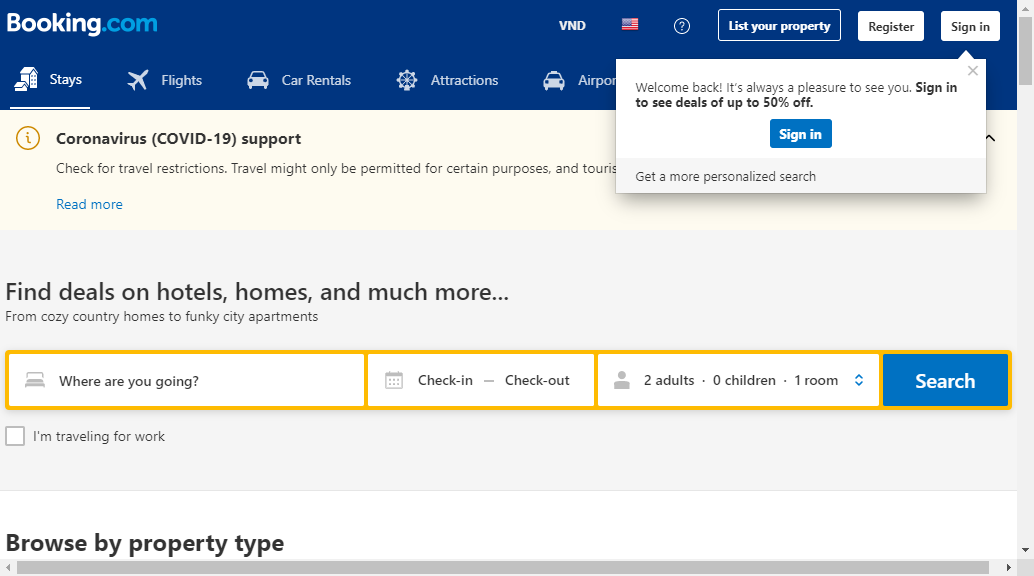 Booking.com
VND
List your property
Register
Sign in
Stays
Flights
Car Rentals
Attractions
Airpor
Welcome back! It's always a pleasure to see you. Sign in
to see deals of up to 50% off.
Sign in
Get a more personalized search
Coronavirus (COVID-19) support
Check for travel restrictions. Travel might only be permitted for certain purposes, and touris
Read more
Find deals on hotels, homes, and much more...
From cozy country homes to funky city apartments
Where are you going?
Check-in — Check-out
2 adults · 0 children · 1 room
Search
I'm traveling for work
Browse by property type